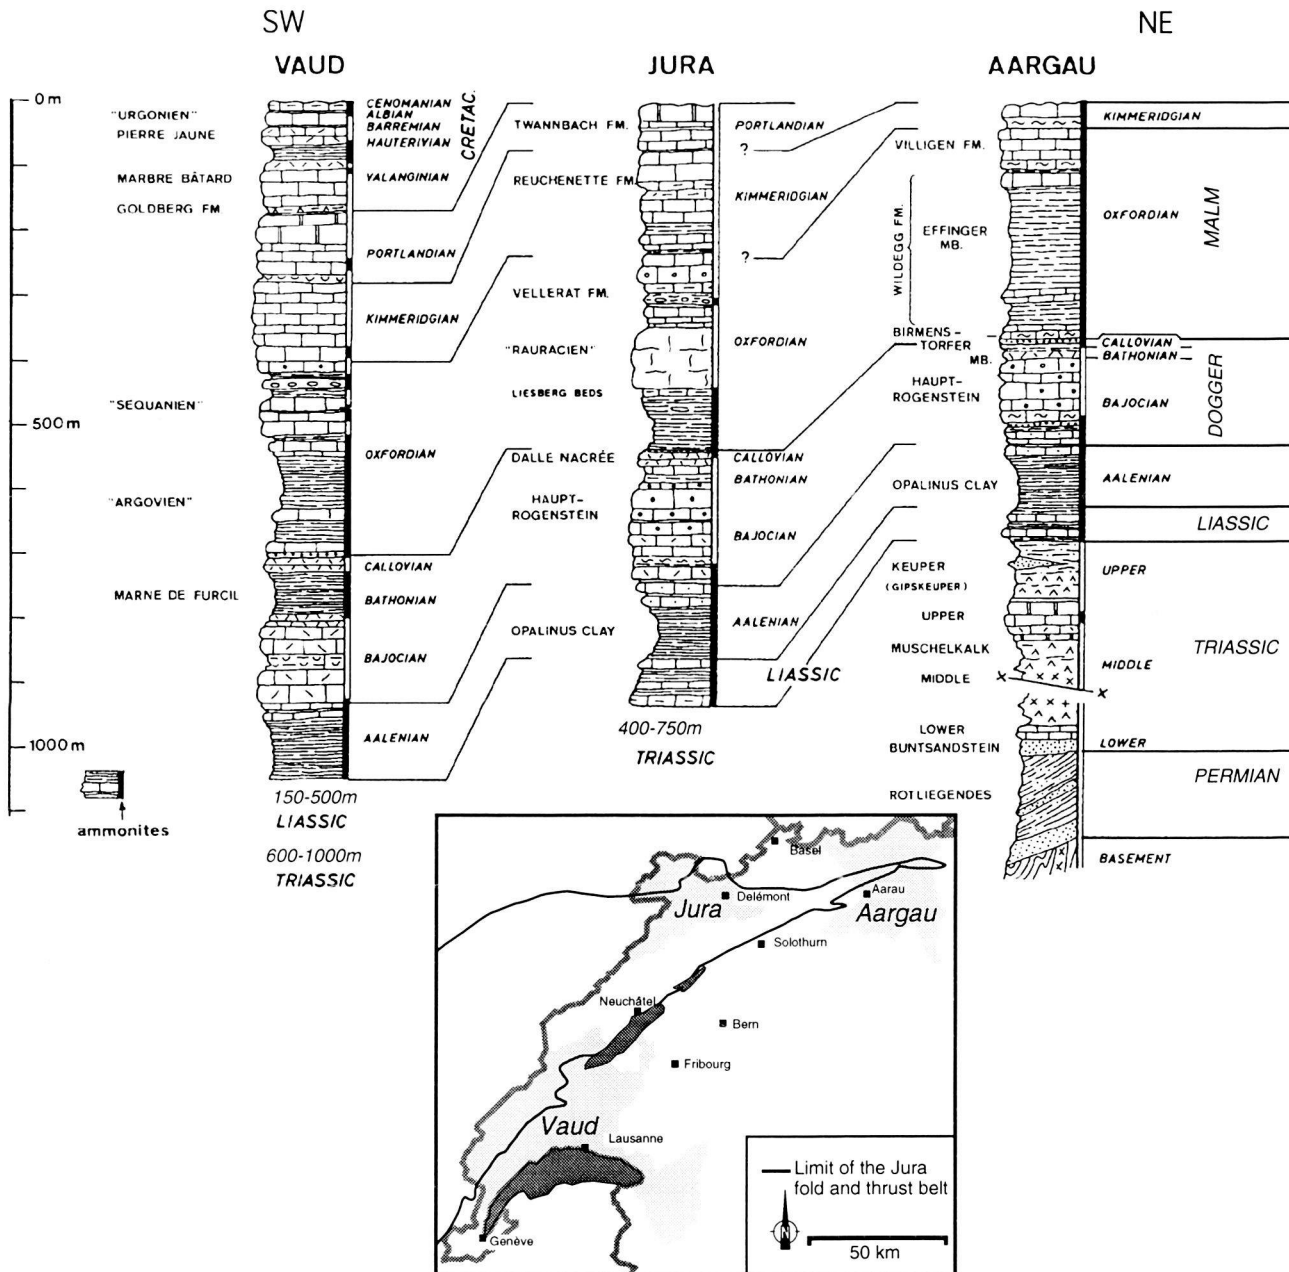 SW
NE
VAUD
JURA
AARGAU
0 m
500 m
1000 m
ammonites
"URGONIEN"
PIERRE JAUNE
MARBRE BÂTARD
GOLDBERG FM
"SEQUANIEN"
"ARGOVIEN"
MARNE DE FURCIL
CENOMANIAN
ALBIAN
BARREMIAN
HAUTERIVIAN
CRETAC.
VALANGINIAN
PORTLANDIAN
KIMMERIDGIAN
OXFORDIAN
CALLOVIAN
BATHONIAN
BAJOCIAN
AALENIAN
150-500m
LIASSIC
600-1000m
TRIASSIC
TWANNBACH FM.
REUCHENETTE FM.
VELLERAT FM.
"RAURACIEN"
LIESBERG BEDS
DALLE NACRÉE
HAUPT-
ROGENSTEIN
OPALINUS CLAY
PORTLANDIAN
?
KIMMERIDGIAN
?
OXFORDIAN
CALLOVIAN
BATHONIAN
BAJOCIAN
AALENIAN
LIASSIC
400-750m
TRIASSIC
VILLIGEN FM.
WILDEGG FM.
EFFINGER
MB.
BIRMENS-
TORFER
MB.
HAUPT-
ROGENSTEIN
OPALINUS CLAY
KEUPER
(GIPSKEUPER)
UPPER
MUSCHELKALK
MIDDLE
LOWER
BUNTSANDSTEIN
ROTLIEGENDES
KIMMERIDGIAN
OXFORDIAN
MALM
CALLOVIAN
BATHONIAN
BAJOCIAN
DOGGER
AALENIAN
LIASSIC
UPPER
TRIASSIC
MIDDLE
x
x
LOWER
PERMIAN
BASEMENT
Basel
Delémont
Jura
Aarau
Aargau
Solothurn
Neuchâtel
Bern
Fribourg
Vaud
Lausanne
Genève
Limit of the Jura
fold and thrust belt
N
50 km